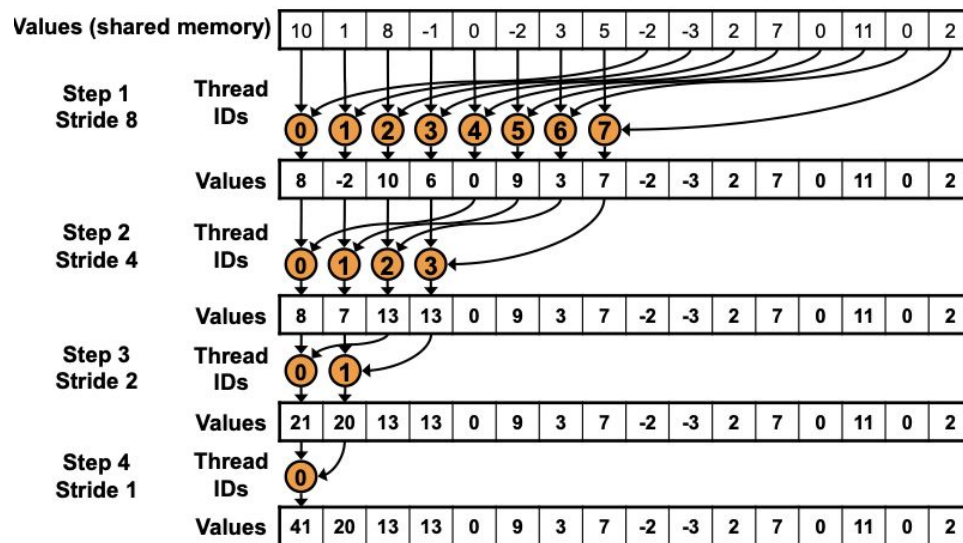 Values (shared memory) 10 1 8 -1 0 -2 3 5 -2 -3 2 7 0 11 0 2
Step 1 Thread
Stride 8 IDs
0 1 2 3 4 5 6 7
Values 8 -2 10 6 0 9 3 7 -2 -3 2 7 0 11 0 2
Step 2 Thread
Stride 4 IDs
0 1 2 3
Values 8 7 13 13 0 9 3 7 -2 -3 2 7 0 11 0 2
Step 3 Thread
Stride 2 IDs
0 1
Values 21 20 13 13 0 9 3 7 -2 -3 2 7 0 11 0 2
Step 4 Thread
Stride 1 IDs
0
Values 41 20 13 13 0 9 3 7 -2 -3 2 7 0 11 0 2